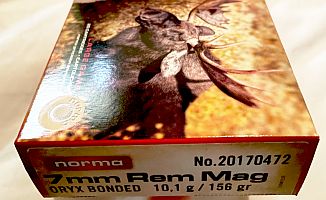 norma
No.20170472
7mm Rem Mag
ORYX BONDED 10,1 g / 156 gr